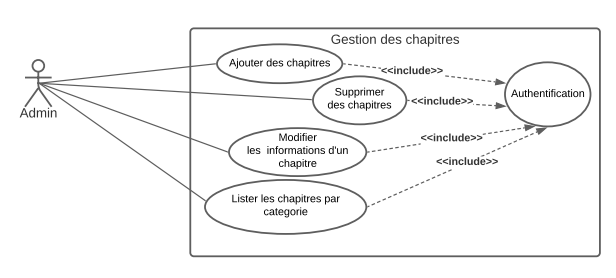 Gestion des chapitres
Ajouter des chapitres
<<include>>
Supprimer
des chapitres
<<include>>
Authentification
Admin
Modifier
les informations d'un
chapitre
<<include>>
<<include>>
Lister les chapitres par
categorie